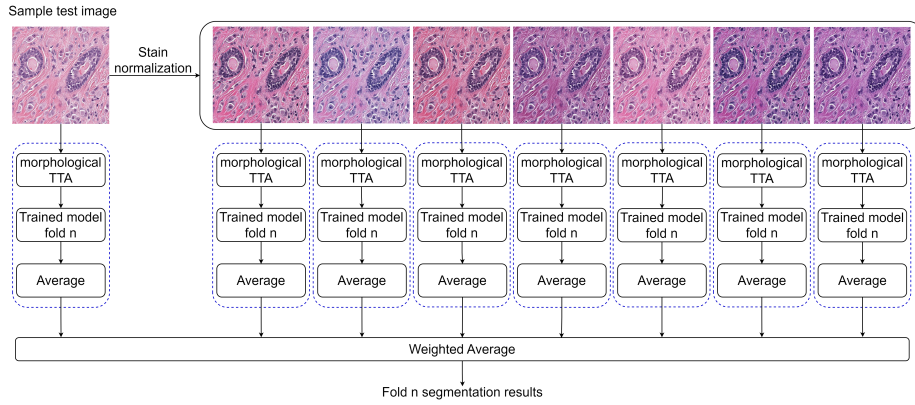 Sample test image
Stain
normalization
morphological
TTA
morphological
TTA
morphological
TTA
morphological
TTA
morphological
TTA
morphological
TTA
morphological
TTA
morphological
TTA
Trained model
fold n
Trained model
fold n
Trained model
fold n
Trained model
fold n
Trained model
fold n
Trained model
fold n
Trained model
fold n
Trained model
fold n
Average
Average
Average
Average
Average
Average
Average
Average
Weighted Average
Fold n segmentation results